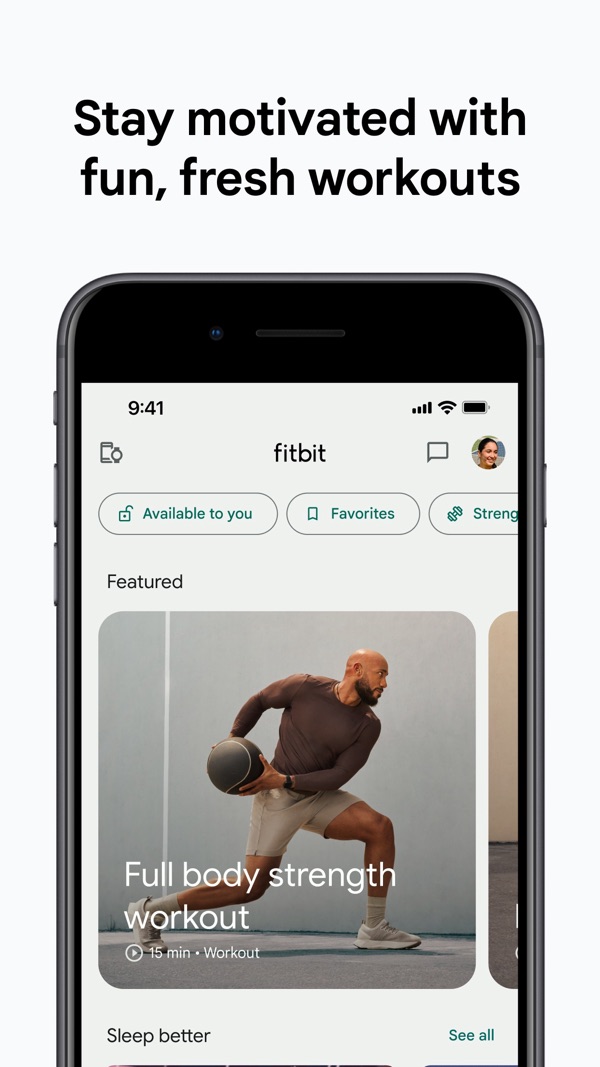 Stay motivated with
fun, fresh workouts
9:41
fitbit
Available to you
Favorites
Streng
Featured
Full body strength
workout
15 min • Workout
Sleep better
See all